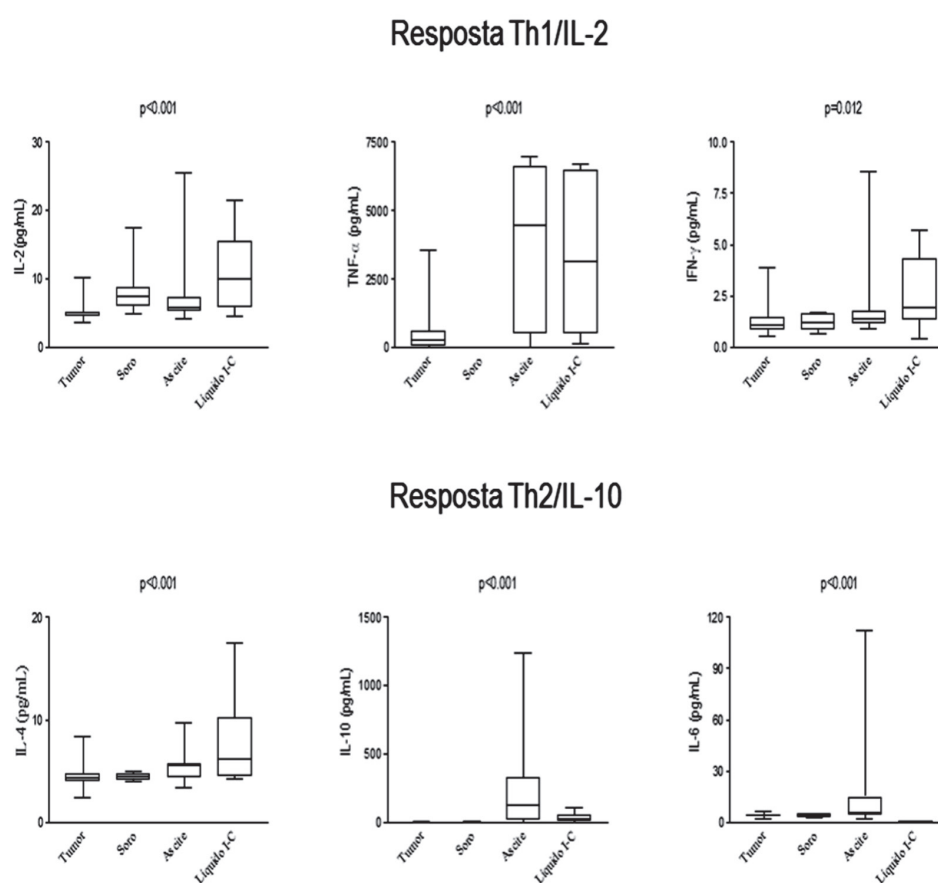 Resposta Th1/IL-2
p<0.001
IL-2(pg/mL)
30
20
10
0
Tumor
Soro
Ascite
Líquido I-C
p<0.001
TNF-α (pg/mL)
7500
5000
2500
0
Tumor
Soro
Ascite
Líquido I-C
p=0.012
IFN-γ (pg/mL)
10.0
7.5
5.0
2.5
0.0
Tumor
Soro
Ascite
Líquido I-C
Resposta Th2/IL-10
p<0.001
IL-4 (pg/mL)
20
10
0
Tumor
Soro
Ascite
Líquido I-C
p<0.001
IL-10 (pg/mL)
1500
1000
500
0
Tumor
Soro
Ascite
Líquido I-C
p<0.001
IL-6 (pg/mL)
120
90
60
30
0
Tumor
Soro
Ascite
Líquido I-C